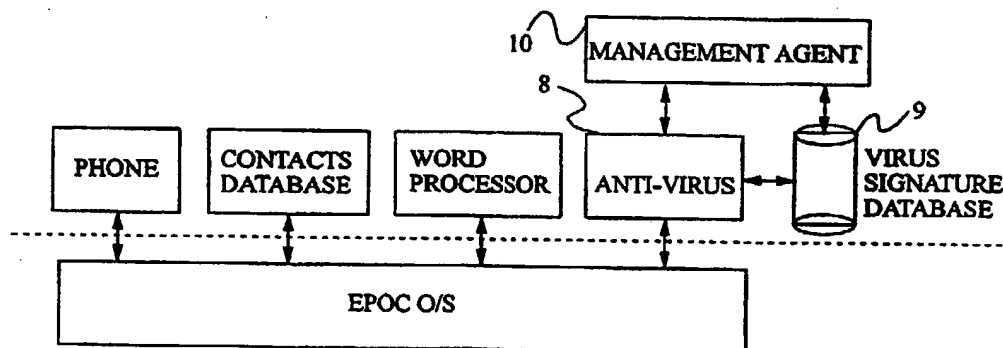 10
MANAGEMENT AGENT
8
9
PHONE
CONTACTS
DATABASE
WORD
PROCESSOR
ANTI-VIRUS
VIRUS
SIGNATURE
DATABASE
EPOC O/S